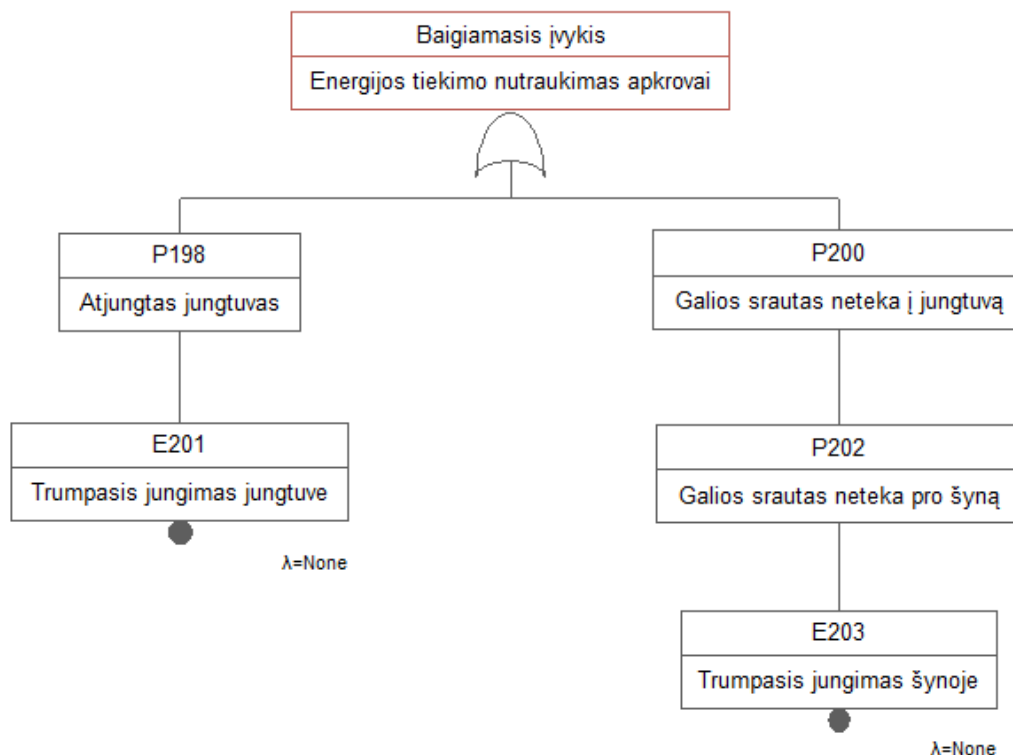 Baigiamasis įvykis
Energijos tiekimo nutraukimas apkrovai
P198
Atjungtas jungtuvas
P200
Galios srautas neteka į jungtuvą
E201
Trumpasis jungimas jungtuve
λ=None
P202
Galios srautas neteka pro šyną
E203
Trumpasis jungimas šynoje
λ=None